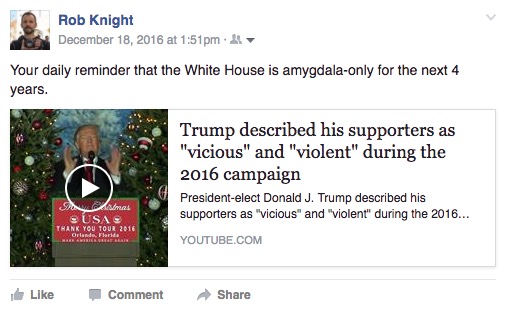 Rob Knight
December 18, 2016 at 1:51pm ·
Your daily reminder that the White House is amygdala-only for the next 4
years.
Merry Christmas
USA
THANK YOU TOUR 2016
Orlando, Florida
MAKE AMERICA GREAT AGAIN
Trump described his supporters as
"vicious" and "violent" during the
2016 campaign
President-elect Donald J. Trump described his
supporters as "vicious" and "violent" during the 2016...
YOUTUBE.COM
Like Comment Share